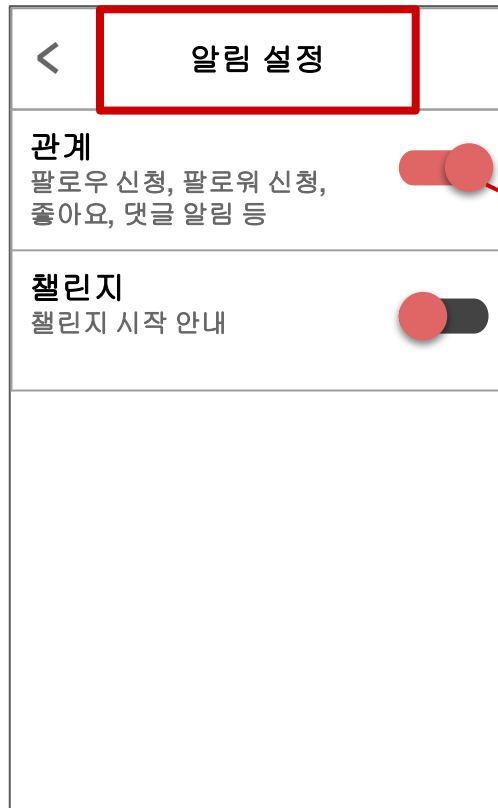 알림 설정
관계
팔로우 신청, 팔로워 신청,
좋아요, 댓글 알림 등
챌린지
챌린지 시작 안내